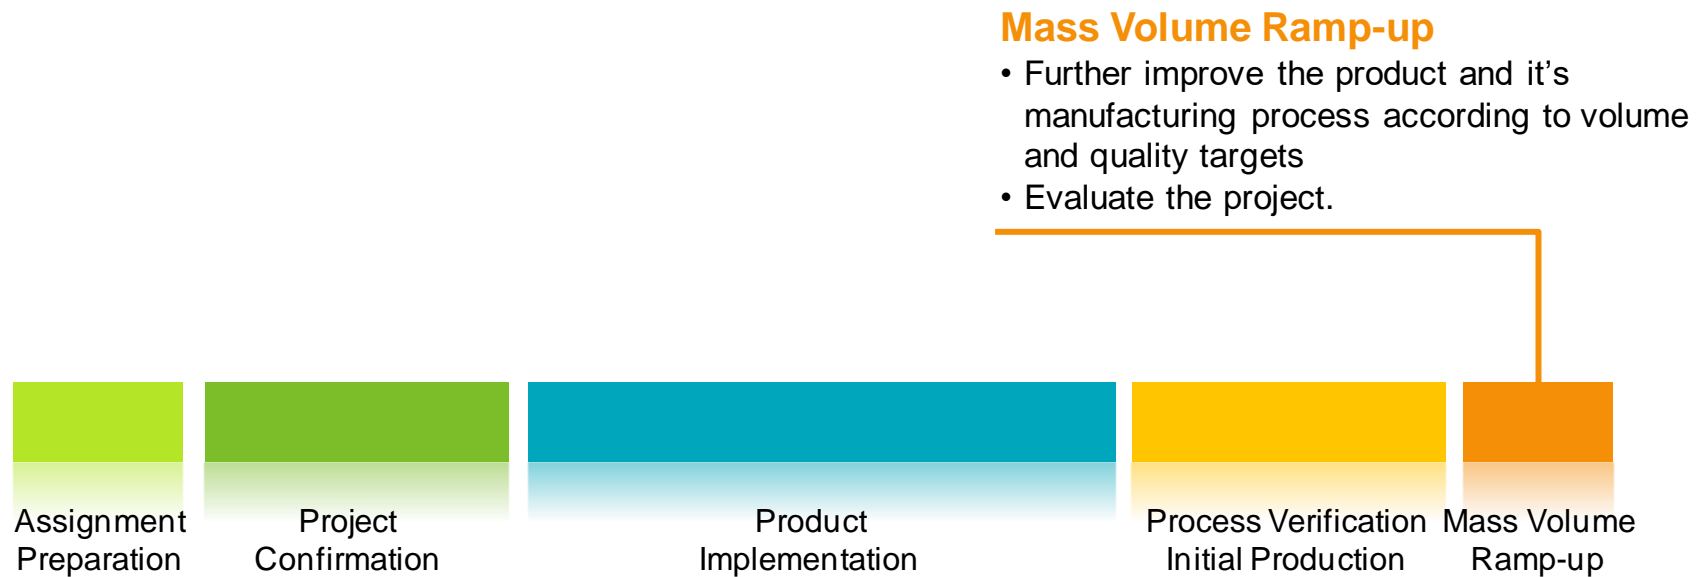 Mass Volume Ramp-up
• Further improve the product and it’s
manufacturing process according to volume
and quality targets
• Evaluate the project.
Assignment
Preparation
Project
Confirmation
Product
Implementation
Process Verification
Initial Production
Mass Volume
Ramp-up